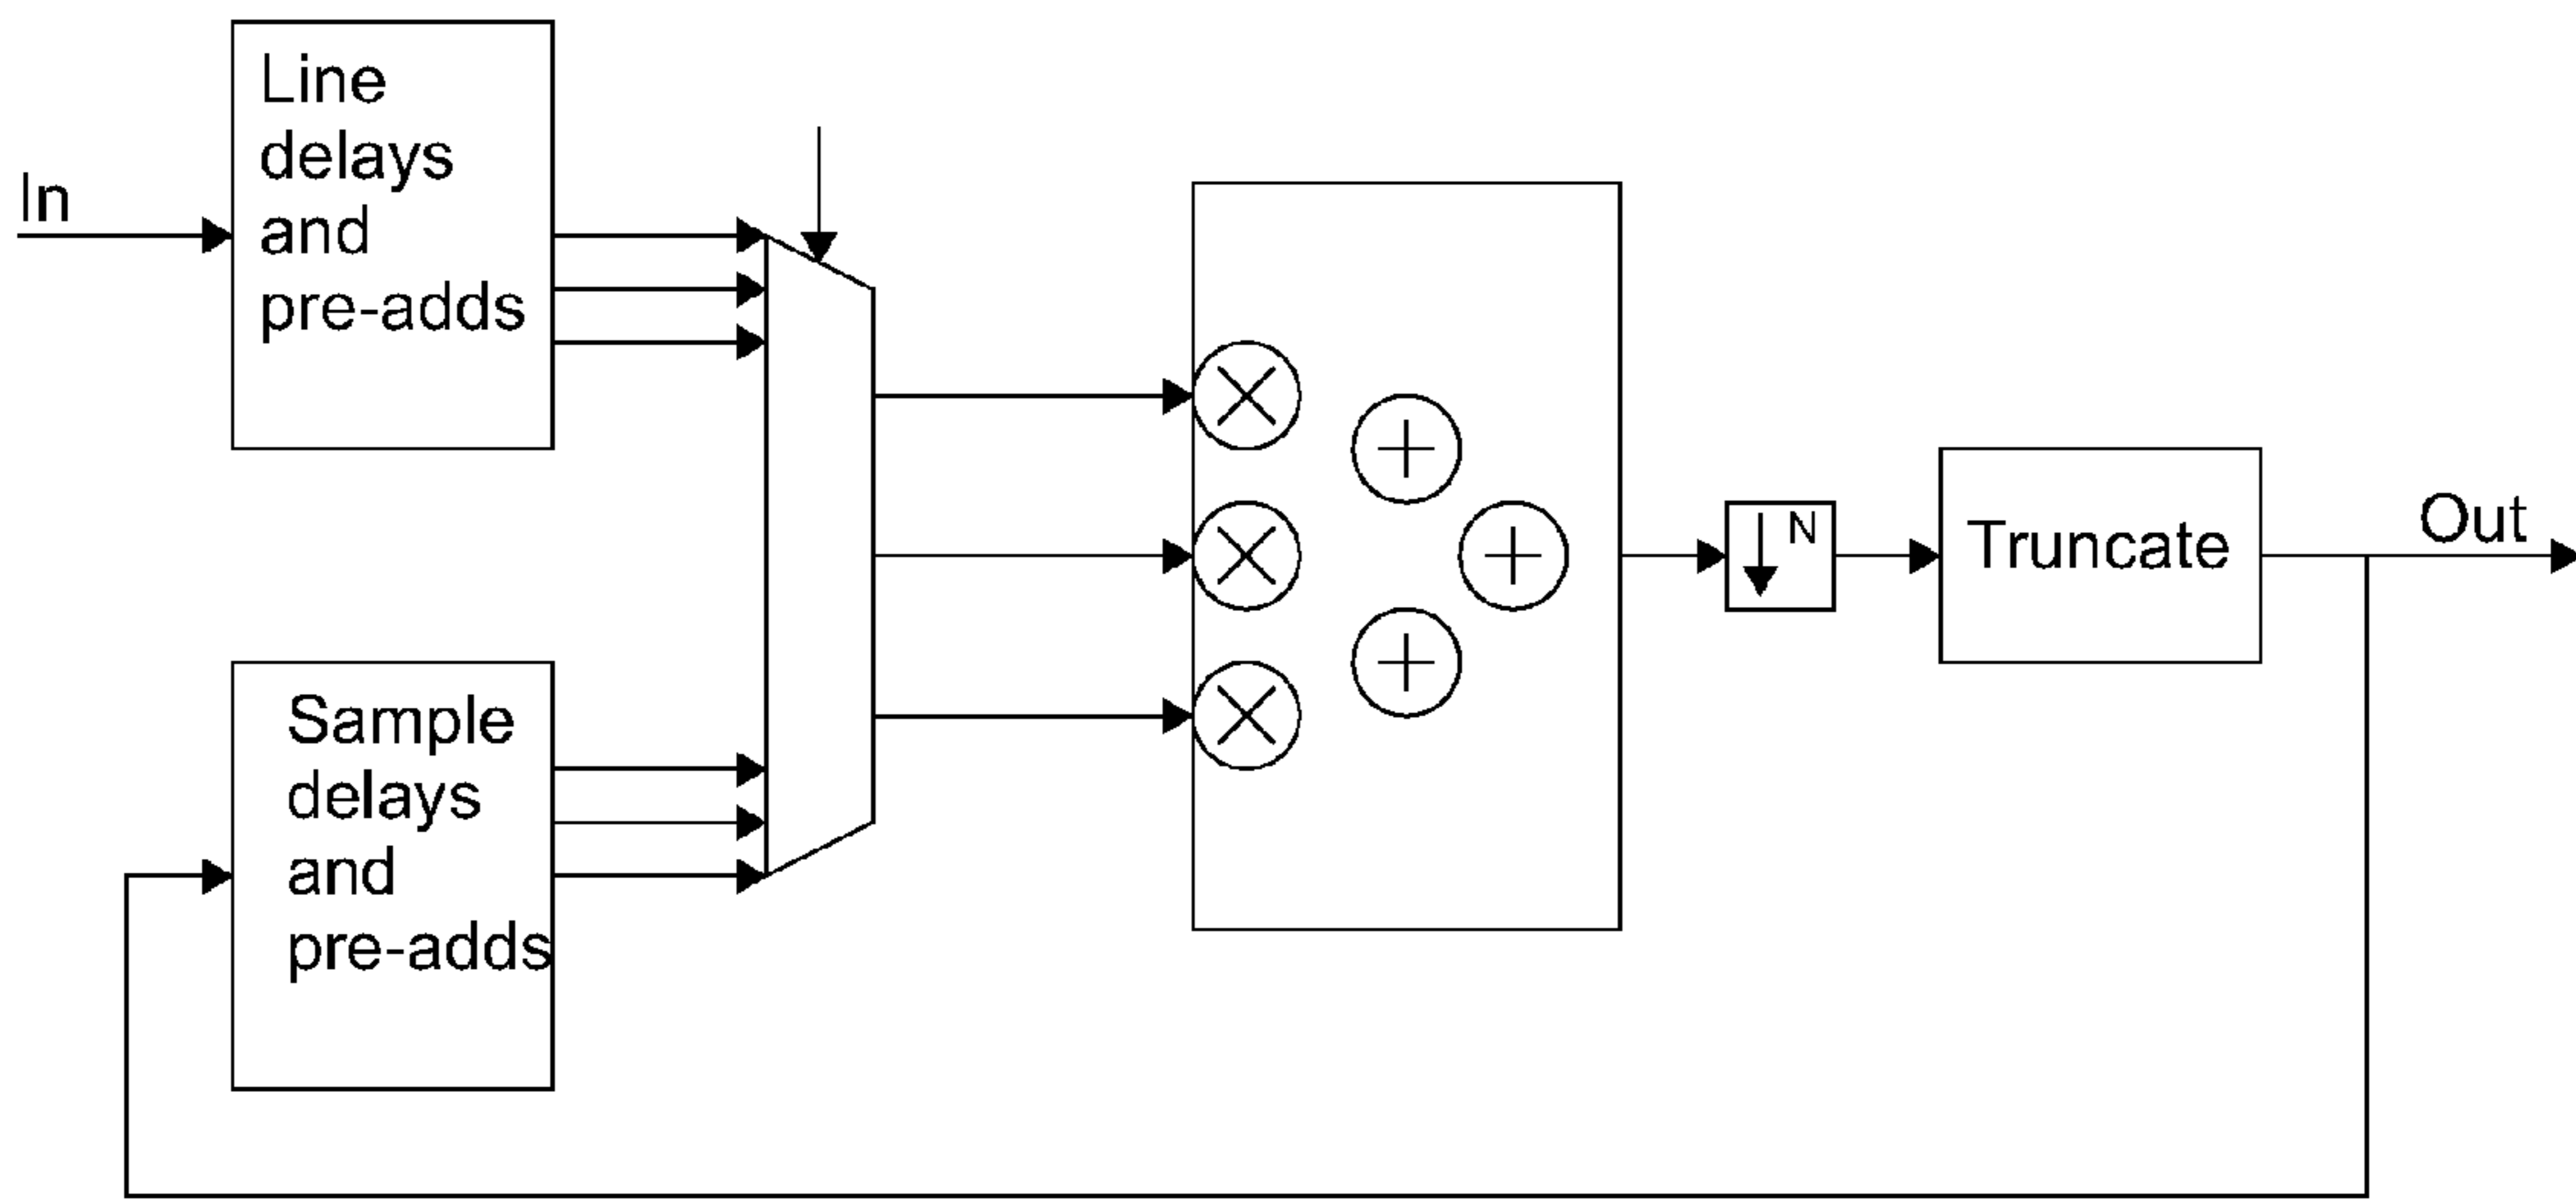 In
Line
delays
and
pre-adds
Sample
delays
and
pre-adds
N
Truncate
Out